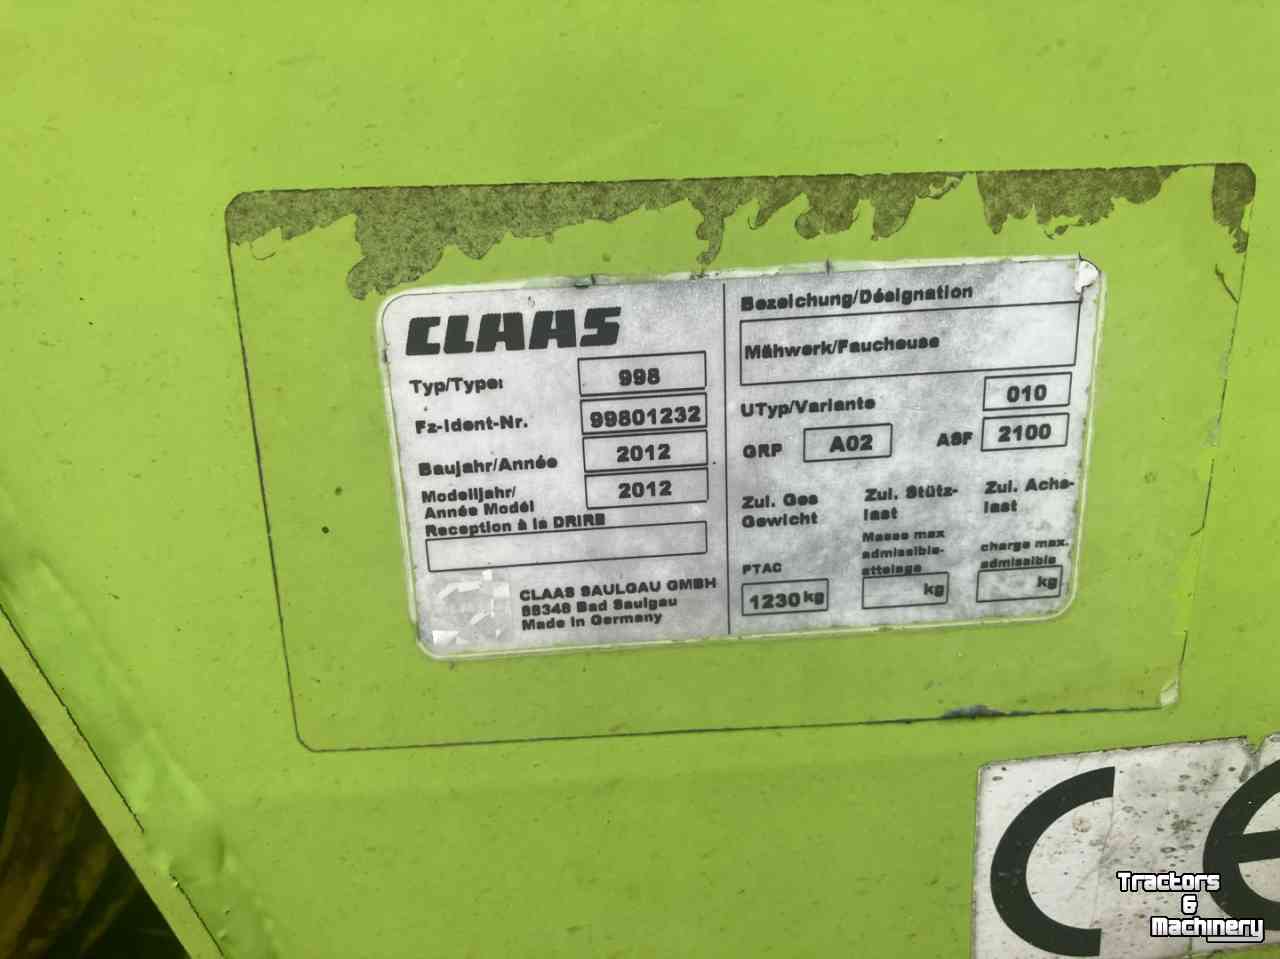 CLAAS
Typ/Type: 998
Fz-Ident-Nr. 99801232
Baujahr/Année 2012
Modelljahr/
Année Modél 2012
Reception à la DRIRE
CLAAS SAULGAU GMBH
88348 Bad Saulgau
Made in Germany
Bezeichung/Désignation
Mähwerk/Faucheuse
UTyp/Variante 010
GRP A02 ASF 2100
Zul. Ges Gewicht
PTAC
1230 kg
Zul. Stütz-
last
Masse max
admissible-
attelage
kg
Zul. Achs-
last
charge max.
admissible
kg
CE
Tractors
&
Machinery